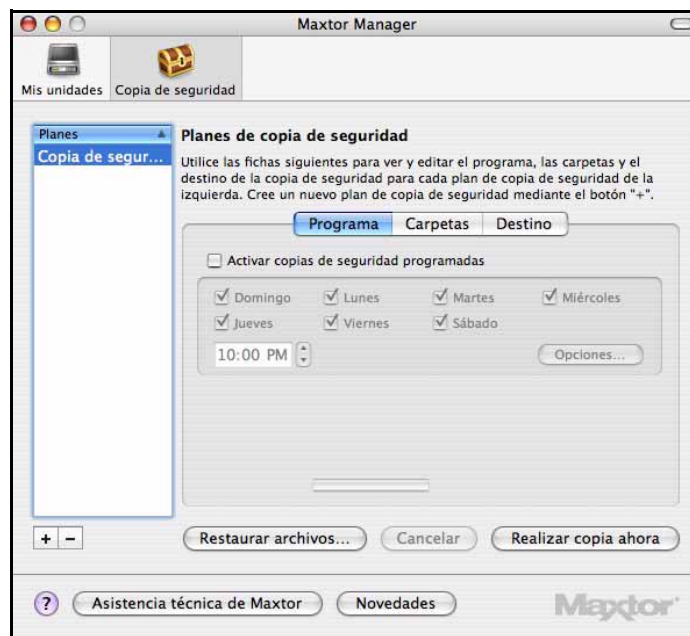 Maxtor Manager
Mis unidades
Copia de seguridad
Planes
Copia de segur...
Planes de copia de seguridad
Utilice las fichas siguientes para ver y editar el programa, las carpetas y el
destino de la copia de seguridad para cada plan de copia de seguridad de la
izquierda. Cree un nuevo plan de copia de seguridad mediante el botón "+".
Programa Carpetas Destino
Activar copias de seguridad programadas
Domingo Lunes Martes Miércoles
Jueves Viernes Sábado
10:00 PM Opciones...
+ − Restaurar archivos... Cancelar Realizar copia ahora
? Asistencia técnica de Maxtor Novedades Maxtor